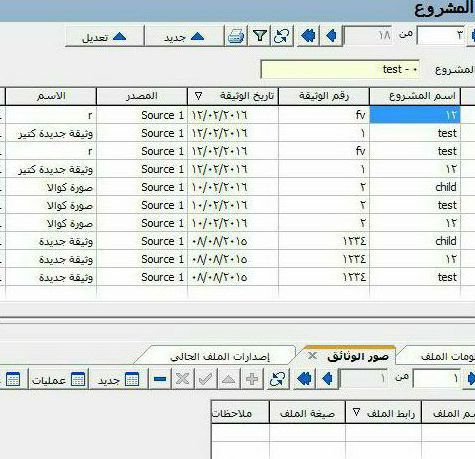 المشروع
٣ من ١٨ جديد تعديل
المشروع ٠ - test
اسم المشروع رقم الوثيقة تاريخ الوثيقة المصدر الاسم
١٢ fv ١٢/٠٢/٢٠١٦ Source 1 r
test ١ ١٢/٠٢/٢٠١٦ Source 1 وثيقة جديدة كتير
test fv ١٢/٠٢/٢٠١٦ Source 1 r
١٢ ١ ١٢/٠٢/٢٠١٦ Source 1 وثيقة جديدة كتير
child ٢ ١٠/٠٢/٢٠١٦ Source 1 صورة كوالا
test ٢ ١٠/٠٢/٢٠١٦ Source 1 صورة كوالا
١٢ ٢ ١٠/٠٢/٢٠١٦ Source 1 صورة كوالا
child ١٢٣٤ ٠٨/٠٨/٢٠١٥ Source 1 وثيقة جديدة
١٢ ١٢٣٤ ٠٨/٠٨/٢٠١٥ Source 1 وثيقة جديدة
test ١٢٣٤ ٠٨/٠٨/٢٠١٥ Source 1 وثيقة جديدة
الملف صور الوثائق إصدارات الملف الحالي
١ من ١ جديد عمليات
الملف رابط الملف صيغة الملف ملاحظات